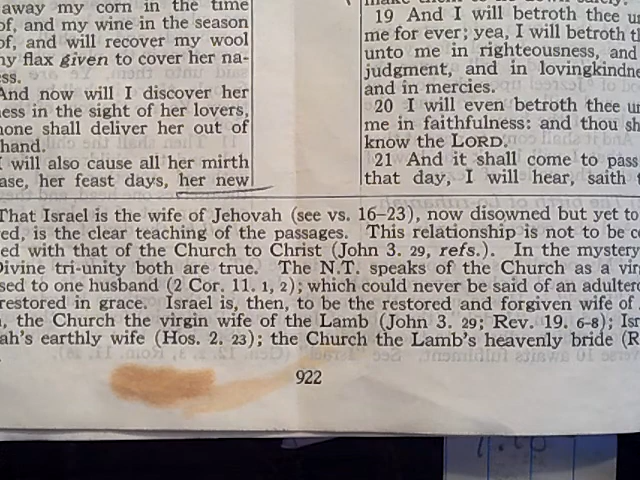 away my corn in the time
of, and my wine in the season
of, and will recover my wool
my flax given to cover her na-
ess.
And now will I discover her
ess in the sight of her lovers,
none shall deliver her out of
hand.
I will also cause all her mirth
ase, her feast days, her new
19 And I will betroth thee un
me for ever; yea, I will betroth th
unto me in righteousness, and
judgment, and in lovingkindne
and in mercies.
20 I will even betroth thee un
me in faithfulness: and thou sh
know the LORD.
21 And it shall come to pass
that day, I will hear, saith t
That Israel is the wife of Jehovah (see vs. 16–23), now disowned but yet to
ed, is the clear teaching of the passages. This relationship is not to be co
ed with that of the Church to Christ (John 3. 29, refs.). In the mystery
Divine tri-unity both are true. The N.T. speaks of the Church as a vir
sed to one husband (2 Cor. 11. 1, 2); which could never be said of an adultere
restored in grace. Israel is, then, to be the restored and forgiven wife of
, the Church the virgin wife of the Lamb (John 3. 29; Rev. 19. 6-8); Isr
ah's earthly wife (Hos. 2. 23); the Church the Lamb's heavenly bride (R
922